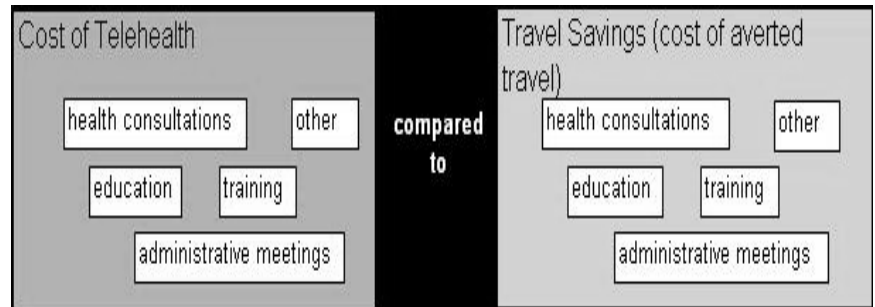 Cost of Telehealth
health consultations
other
education
training
administrative meetings
compared
to
Travel Savings (cost of averted
travel)
health consultations
other
education
training
administrative meetings